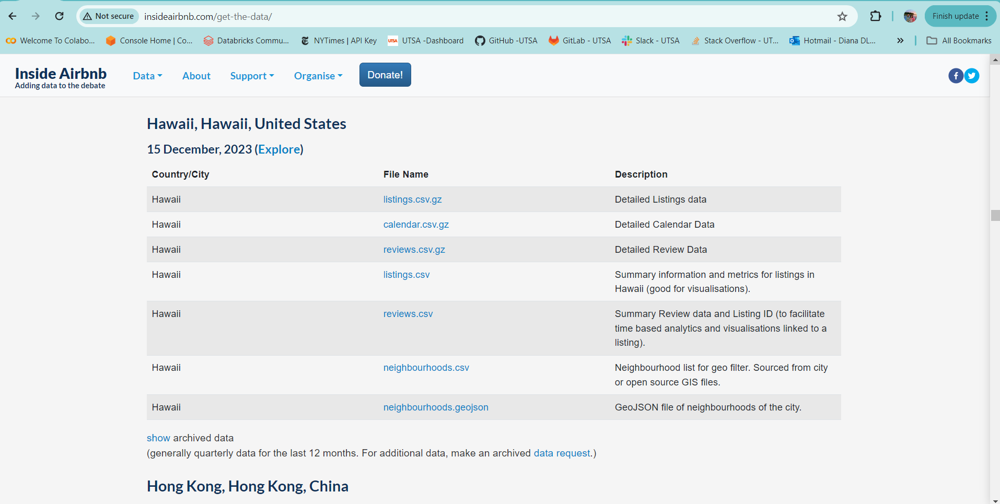 Not secure insideairbnb.com/get-the-data/ Finish update
Welcome To Colabo... Console Home | Co... Databricks Commu... NYTimes | API Key UTSA UTSA -Dashboard GitHub -UTSA GitLab - UTSA Slack - UTSA Stack Overflow - UT... Hotmail - Diana DL... » All Bookmarks
Inside Airbnb
Adding data to the debate
Data About Support Organise Donate!
Hawaii, Hawaii, United States
15 December, 2023 (Explore)
Country/City File Name Description
Hawaii listings.csv.gz Detailed Listings data
Hawaii calendar.csv.gz Detailed Calendar Data
Hawaii reviews.csv.gz Detailed Review Data
Hawaii listings.csv Summary information and metrics for listings in
Hawaii (good for visualisations).
Hawaii reviews.csv Summary Review data and Listing ID (to facilitate
time based analytics and visualisations linked to a
listing).
Hawaii neighbourhoods.csv Neighbourhood list for geo filter. Sourced from city
or open source GIS files.
Hawaii neighbourhoods.geojson GeoJSON file of neighbourhoods of the city.
show archived data
(generally quarterly data for the last 12 months. For additional data, make an archived data request.)
Hong Kong, Hong Kong, China